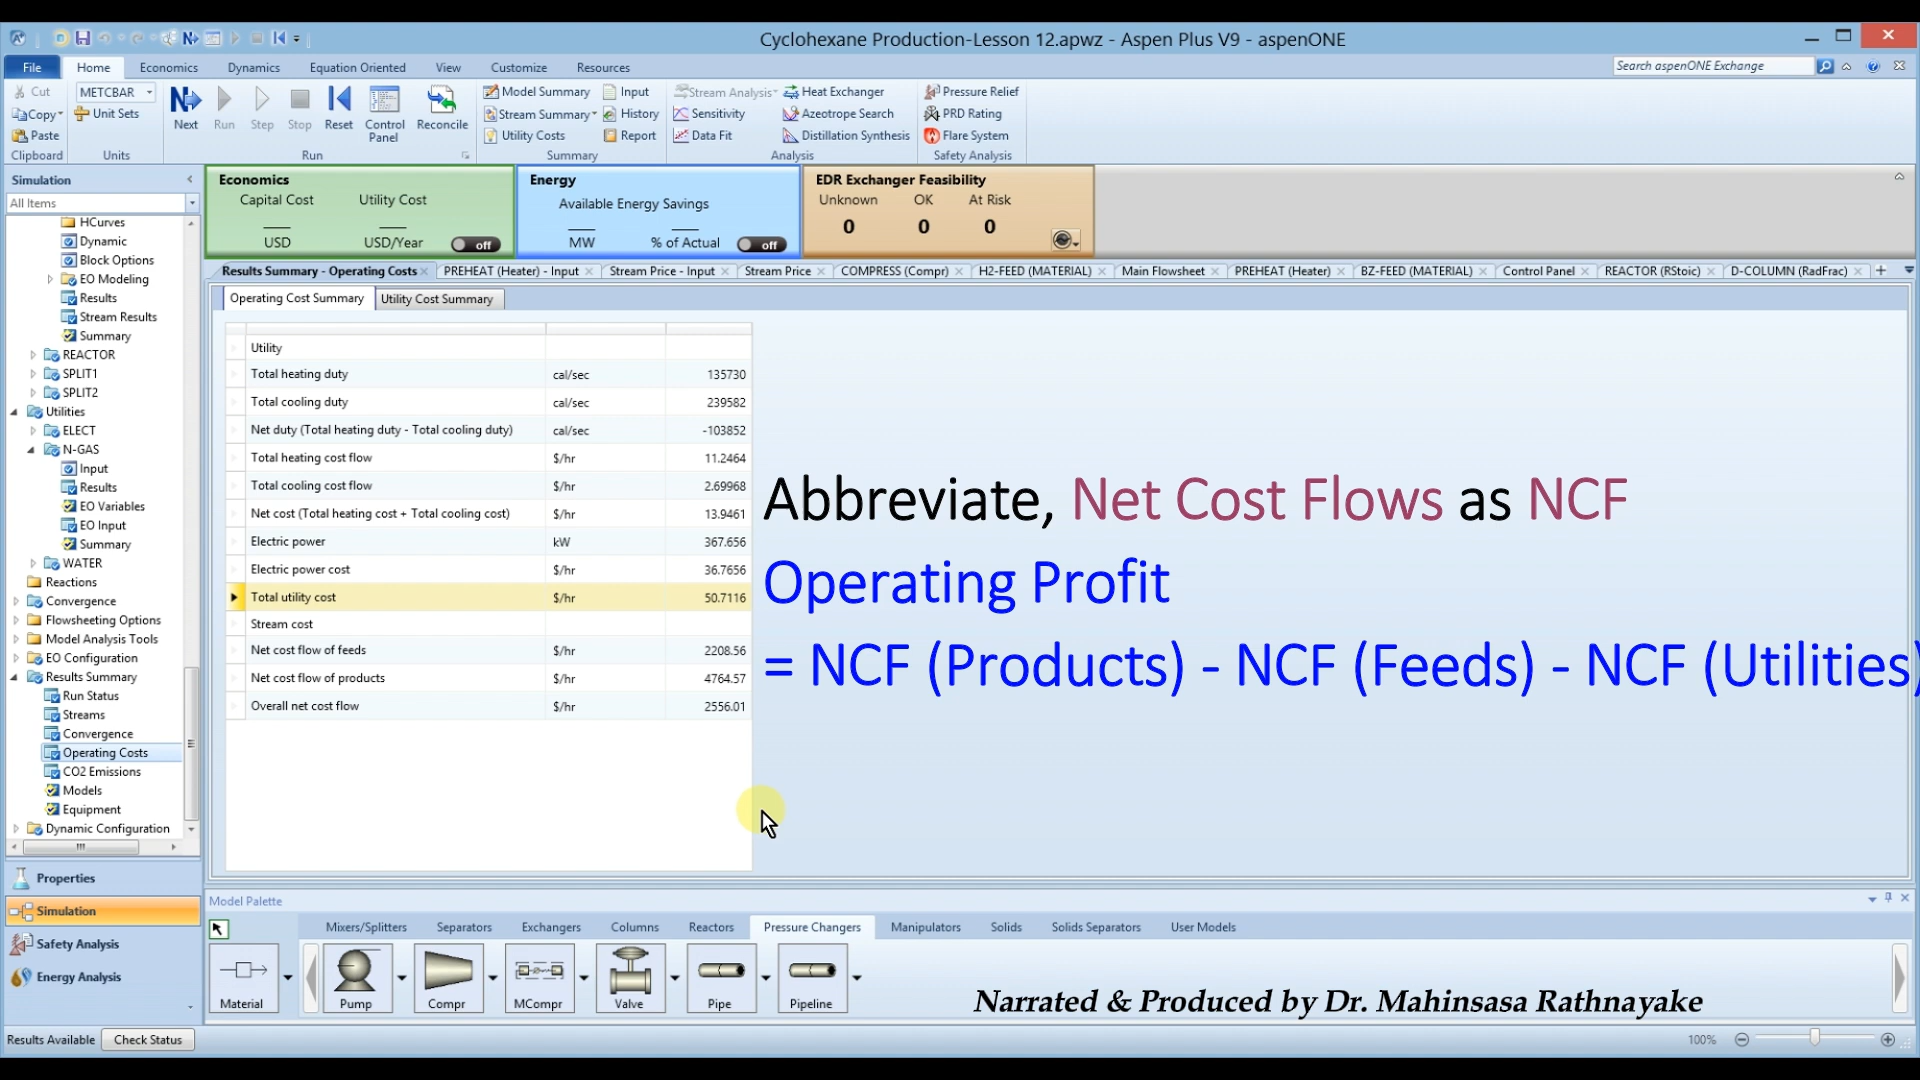 Cyclohexane Production-Lesson 12.apwz - Aspen Plus V9 - aspenONE
File Home Economics Dynamics Equation Oriented View Customize Resources Search aspenONE Exchange
Cut METCBAR Model Summary Input Stream Analysis Heat Exchanger Pressure Relief
Copy Unit Sets Next Run Step Stop Reset Control Panel Reconcile Stream Summary History Sensitivity Azeotrope Search PRD Rating
Paste Utility Costs Report Data Fit Distillation Synthesis Flare System
Clipboard Units Run Summary Analysis Safety Analysis
Simulation
All Items
HCurves
Dynamic
Block Options
EO Modeling
Results
Stream Results
Summary
REACTOR
SPLIT1
SPLIT2
Utilities
ELECT
N-GAS
Input
Results
EO Variables
EO Input
Summary
WATER
Reactions
Convergence
Flowsheeting Options
Model Analysis Tools
EO Configuration
Results Summary
Run Status
Streams
Convergence
Operating Costs
CO2 Emissions
Models
Equipment
Dynamic Configuration
Properties
Simulation
Safety Analysis
Energy Analysis
Economics
Capital Cost Utility Cost
USD USD/Year off
Energy
Available Energy Savings
MW % of Actual off
EDR Exchanger Feasibility
Unknown OK At Risk
0 0 0
Results Summary - Operating Costs PREHEAT (Heater) - Input Stream Price - Input Stream Price COMPRESS (Compr) H2-FEED (MATERIAL) Main Flowsheet PREHEAT (Heater) BZ-FEED (MATERIAL) Control Panel REACTOR (RStoic) D-COLUMN (RadFrac)
Operating Cost Summary Utility Cost Summary
Utility
Total heating duty cal/sec 135730
Total cooling duty cal/sec 239582
Net duty (Total heating duty - Total cooling duty) cal/sec -103852
Total heating cost flow $/hr 11.2464
Total cooling cost flow $/hr 2.69968
Net cost (Total heating cost + Total cooling cost) $/hr 13.9461
Electric power kW 367.656
Electric power cost $/hr 36.7656
Total utility cost $/hr 50.7116
Stream cost
Net cost flow of feeds $/hr 2208.56
Net cost flow of products $/hr 4764.57
Overall net cost flow $/hr 2556.01
Abbreviate, Net Cost Flows as NCF
Operating Profit
= NCF (Products) - NCF (Feeds) - NCF (Utilities)
Model Palette
Mixers/Splitters Separators Exchangers Columns Reactors Pressure Changers Manipulators Solids Solids Separators User Models
Material Pump Compr MCompr Valve Pipe Pipeline
Narrated & Produced by Dr. Mahinsasa Rathnayake
Results Available Check Status 100%